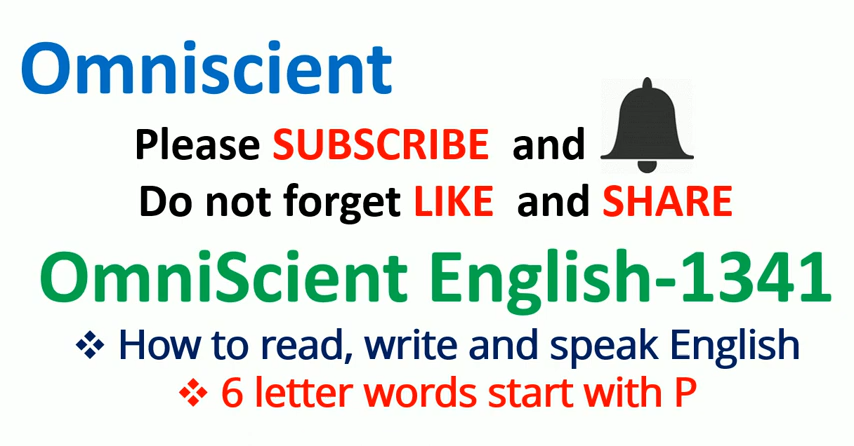 Omniscient
Please SUBSCRIBE and
Do not forget LIKE and SHARE
OmniScient English-1341
❖ How to read, write and speak English
❖ 6 letter words start with P